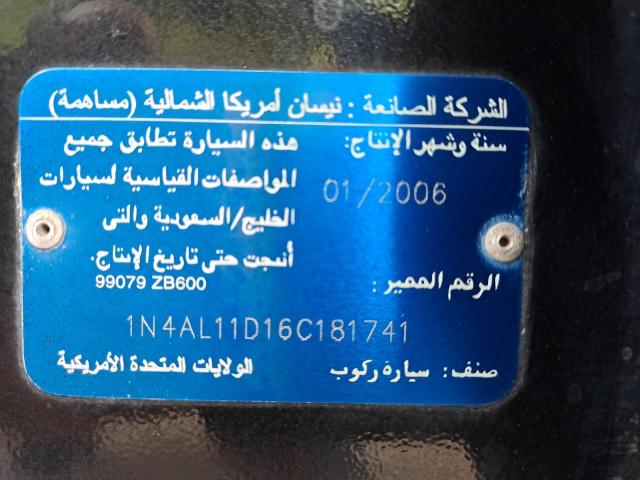 الشركة الصانعة : نيسان أمريكا الشمالية (مساهمة)
سنة وشهر الإنتاج:
01/2006
هذه السيارة تطابق جميع
المواصفات القياسية لسيارات
الخليج/السعودية والتى
أنتجت حتى تاريخ الإنتاج.
99079 ZB600
الرقم المميز :
1N4AL11D16C181741
صنف : سيارة ركوب
الولايات المتحدة الأمريكية